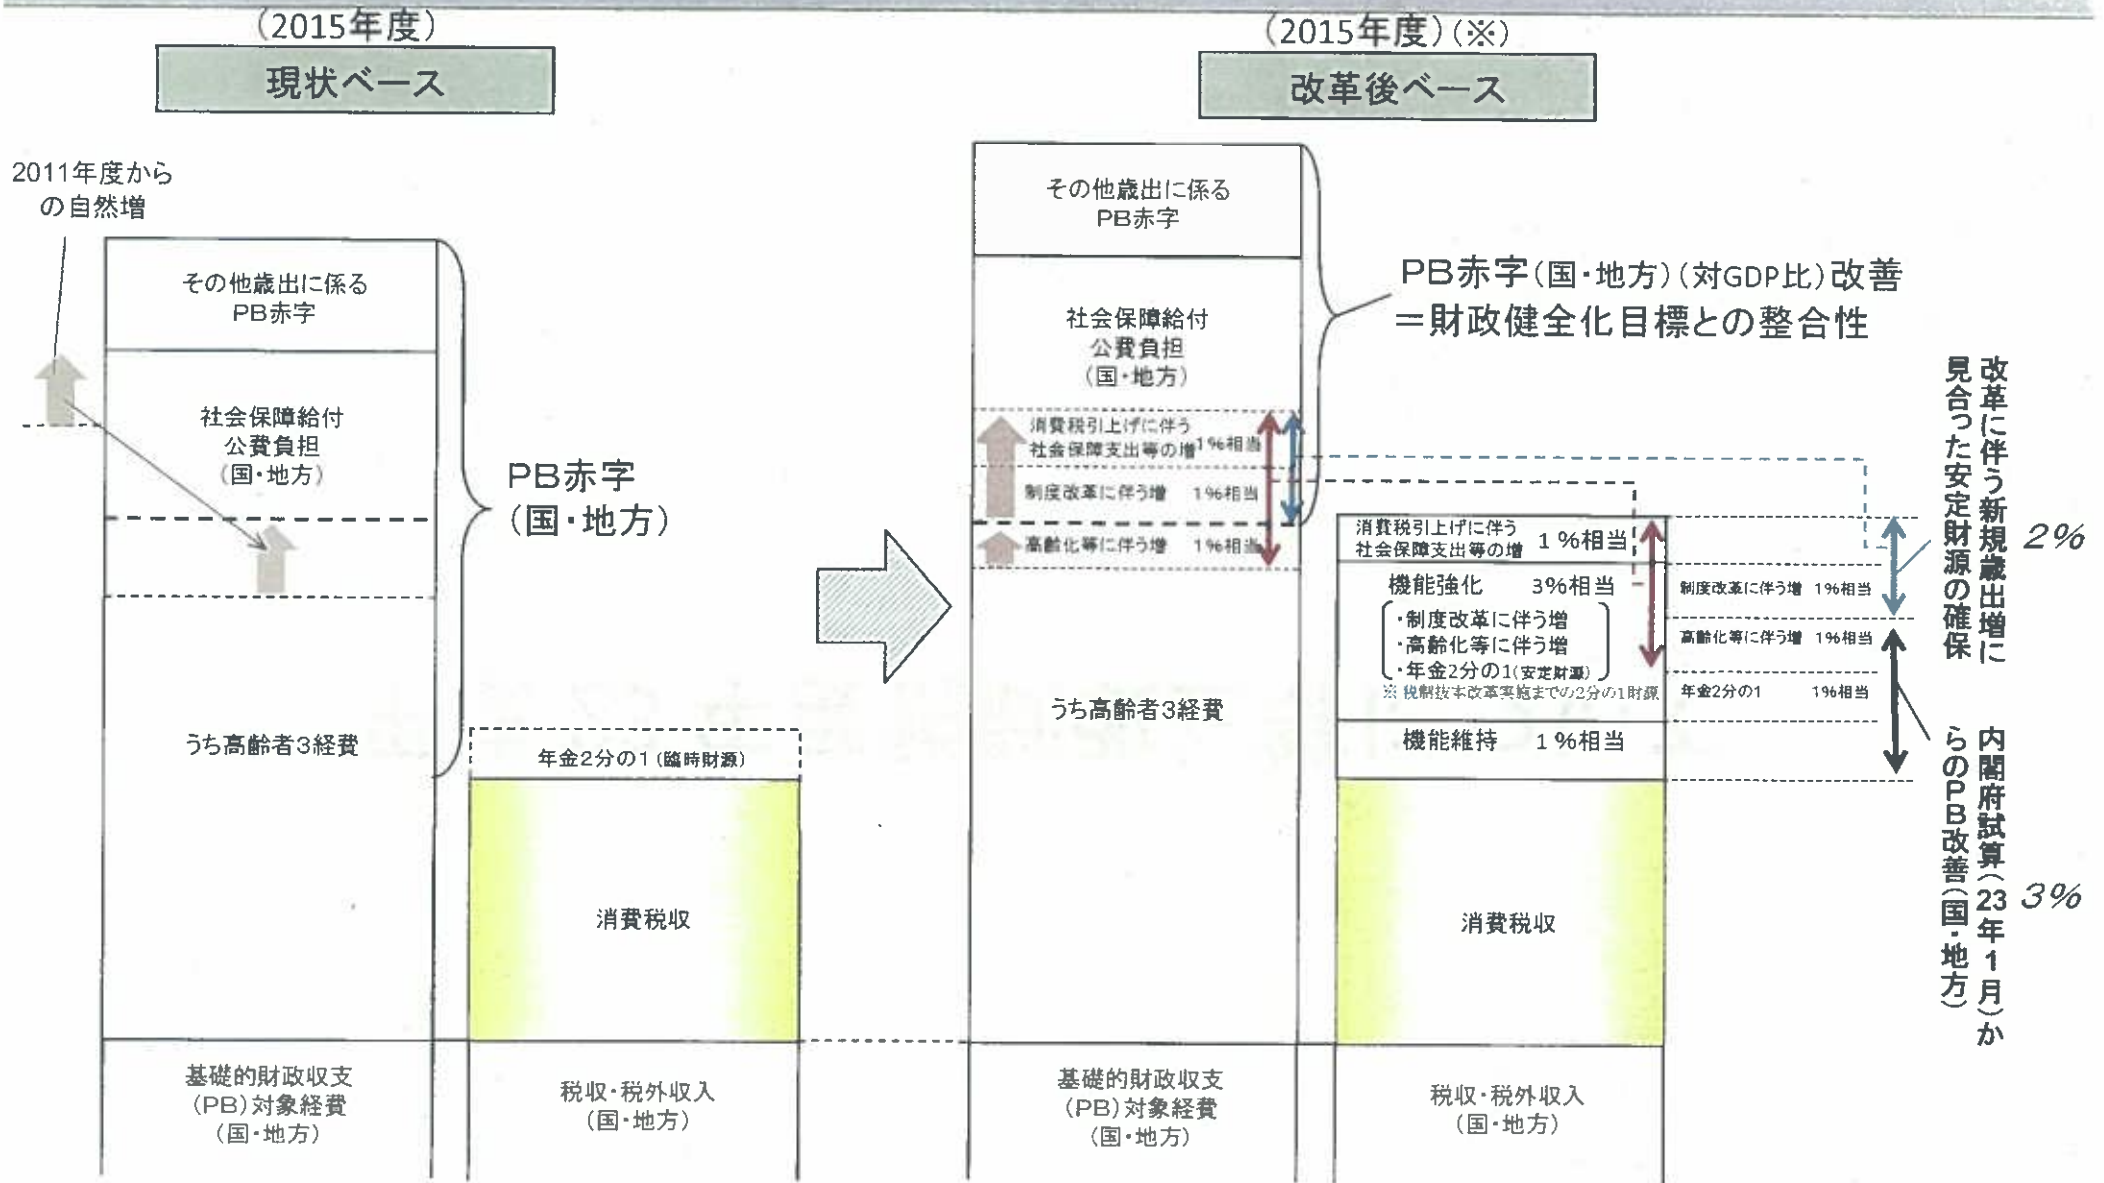 (2015年度)
現状ベース
2011年度から
の自然増
その他歳出に係る
PB赤字
社会保障給付
公費負担
(国・地方)
うち高齢者3経費
PB赤字
(国・地方)
年金2分の1(臨時財源)
消費税収
基礎的財政収支
(PB)対象経費
(国・地方)
税収・税外収入
(国・地方)
(2015年度)(※)
改革後ベース
その他歳出に係る
PB赤字
社会保障給付
公費負担
(国・地方)
消費税引上げに伴う
社会保障支出等の増 1%相当
制度改革に伴う増 1%相当
高齢化等に伴う増 1%相当
うち高齢者3経費
PB赤字(国・地方)(対GDP比)改善
=財政健全化目標との整合性
消費税引上げに伴う
社会保障支出等の増 1%相当
機能強化 3%相当
・制度改革に伴う増
・高齢化等に伴う増
・年金2分の1(安定財源)
※ 税制抜本改革実施までの2分の1財源
機能維持 1%相当
消費税収
制度改革に伴う増 1%相当
高齢化等に伴う増 1%相当
年金2分の1 1%相当
改革に伴う新規歳出増に
見合った安定財源の確保
2%
内閣府試算(23年1月)か
らのPB改善(国・地方)
3%
基礎的財政収支
(PB)対象経費
(国・地方)
税収・税外収入
(国・地方)